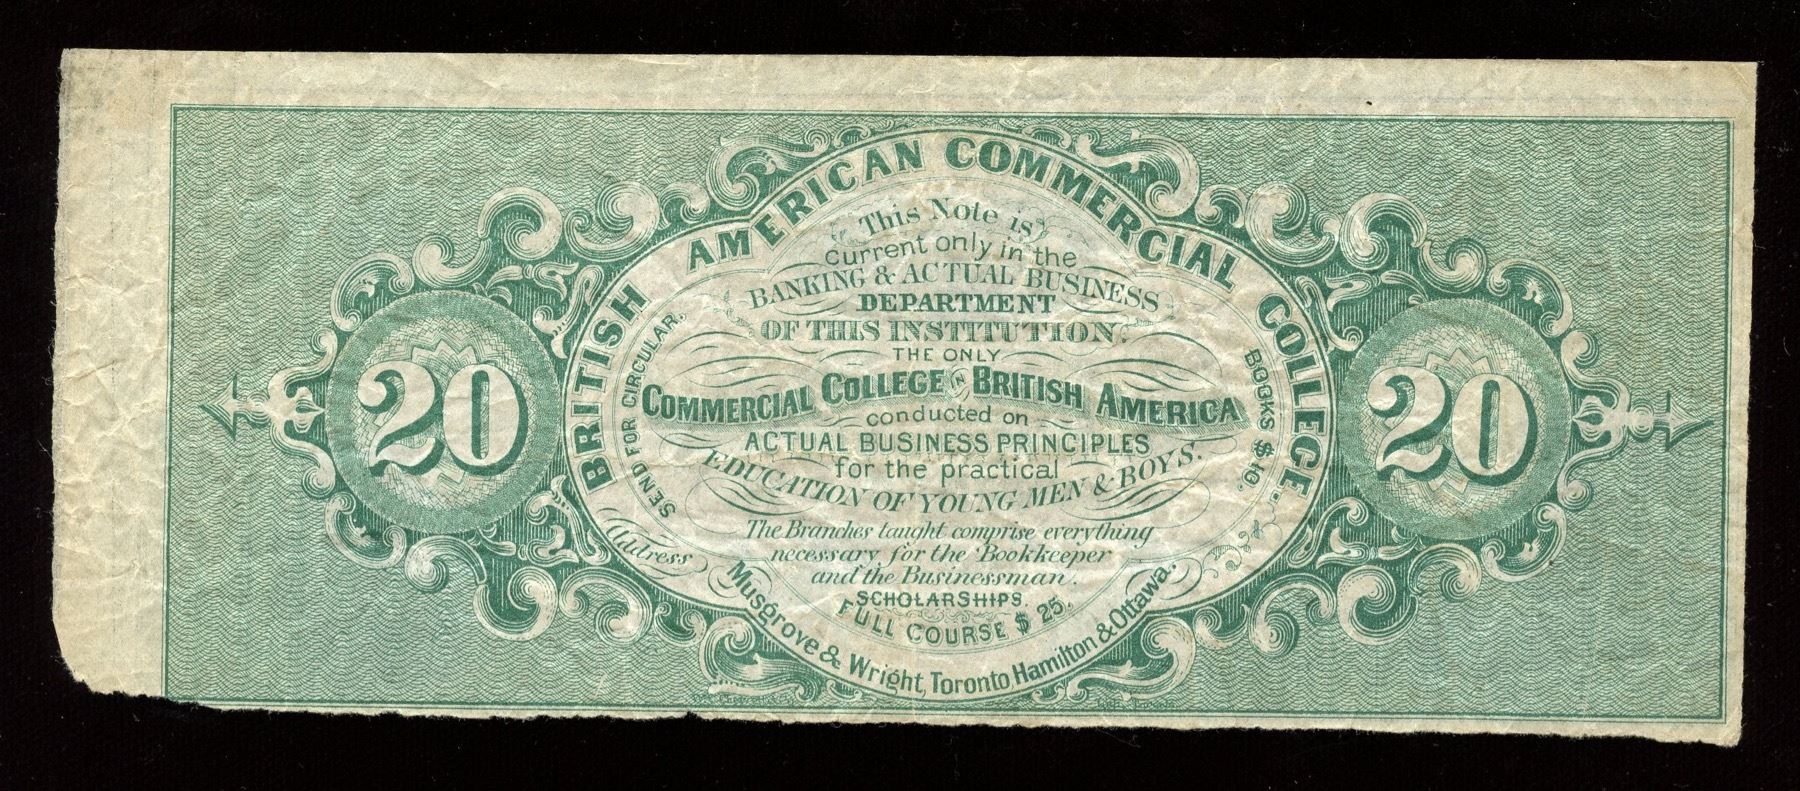 BRITISH AMERICAN COMMERCIAL COLLEGE.
20
This Note is
Current only in the
BANKING & ACTUAL BUSINESS
DEPARTMENT
OF THIS INSTITUTION.
THE ONLY
COMMERCIAL COLLEGE IN BRITISH AMERICA
conducted on
ACTUAL BUSINESS PRINCIPLES
for the practical
EDUCATION OF YOUNG MEN & BOYS.
The Branches taught comprise everything
necessary for the Bookkeeper
and the Businessman.
SCHOLARSHIPS.
FULL COURSE $25.
SEND FOR CIRCULAR.
BOOKS $10.
Address
Musgrove & Wright, Toronto Hamilton & Ottawa.
20